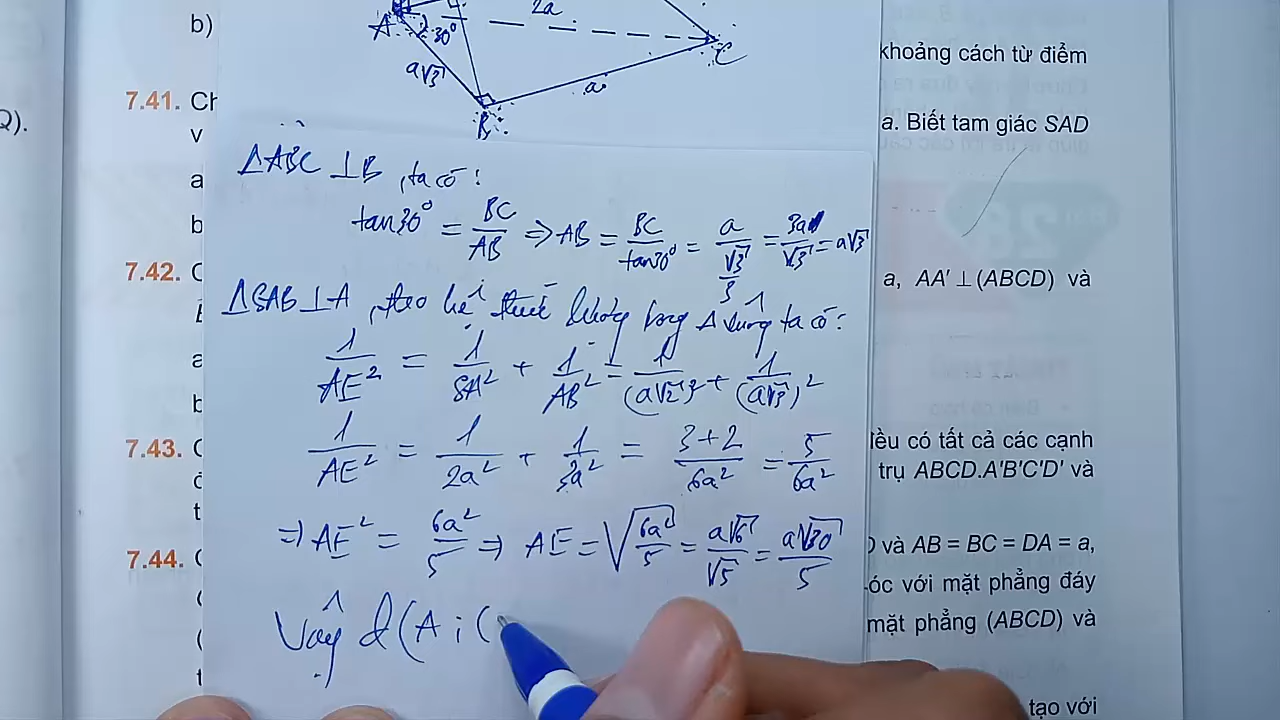 b)
2a
A
30°
a√3
C
a
B
khoảng cách từ điểm
7.41. Ch
a. Biết tam giác SAD
v
a
b
2).
ΔABC ⊥B, ta có:
tan30° = BC/AB ⇒ AB = BC/tan30° = a/(√3/3) = 3a/√3 = a√3
7.42. C
a, AA' ⊥ (ABCD) và
a
b
ΔSAB⊥A, theo hệ thức lượng trong Δ vuông ta có:
1/AE² = 1/SA² + 1/AB² = 1/(a√2)² + 1/(a√3)²
7.43. C
đều có tất cả các cạnh
trụ ABCD.A'B'C'D' và
t
1/AE² = 1/2a² + 1/3a² = 3+2/6a² = 5/6a²
7.44. C
D và AB = BC = DA = a,
góc với mặt phẳng đáy
mặt phẳng (ABCD) và
(
t
tạo với
⇒ AE² = 6a²/5 ⇒ AE = √(6a²/5) = a√6/√5 = a√30/5
Vậy d(A; (